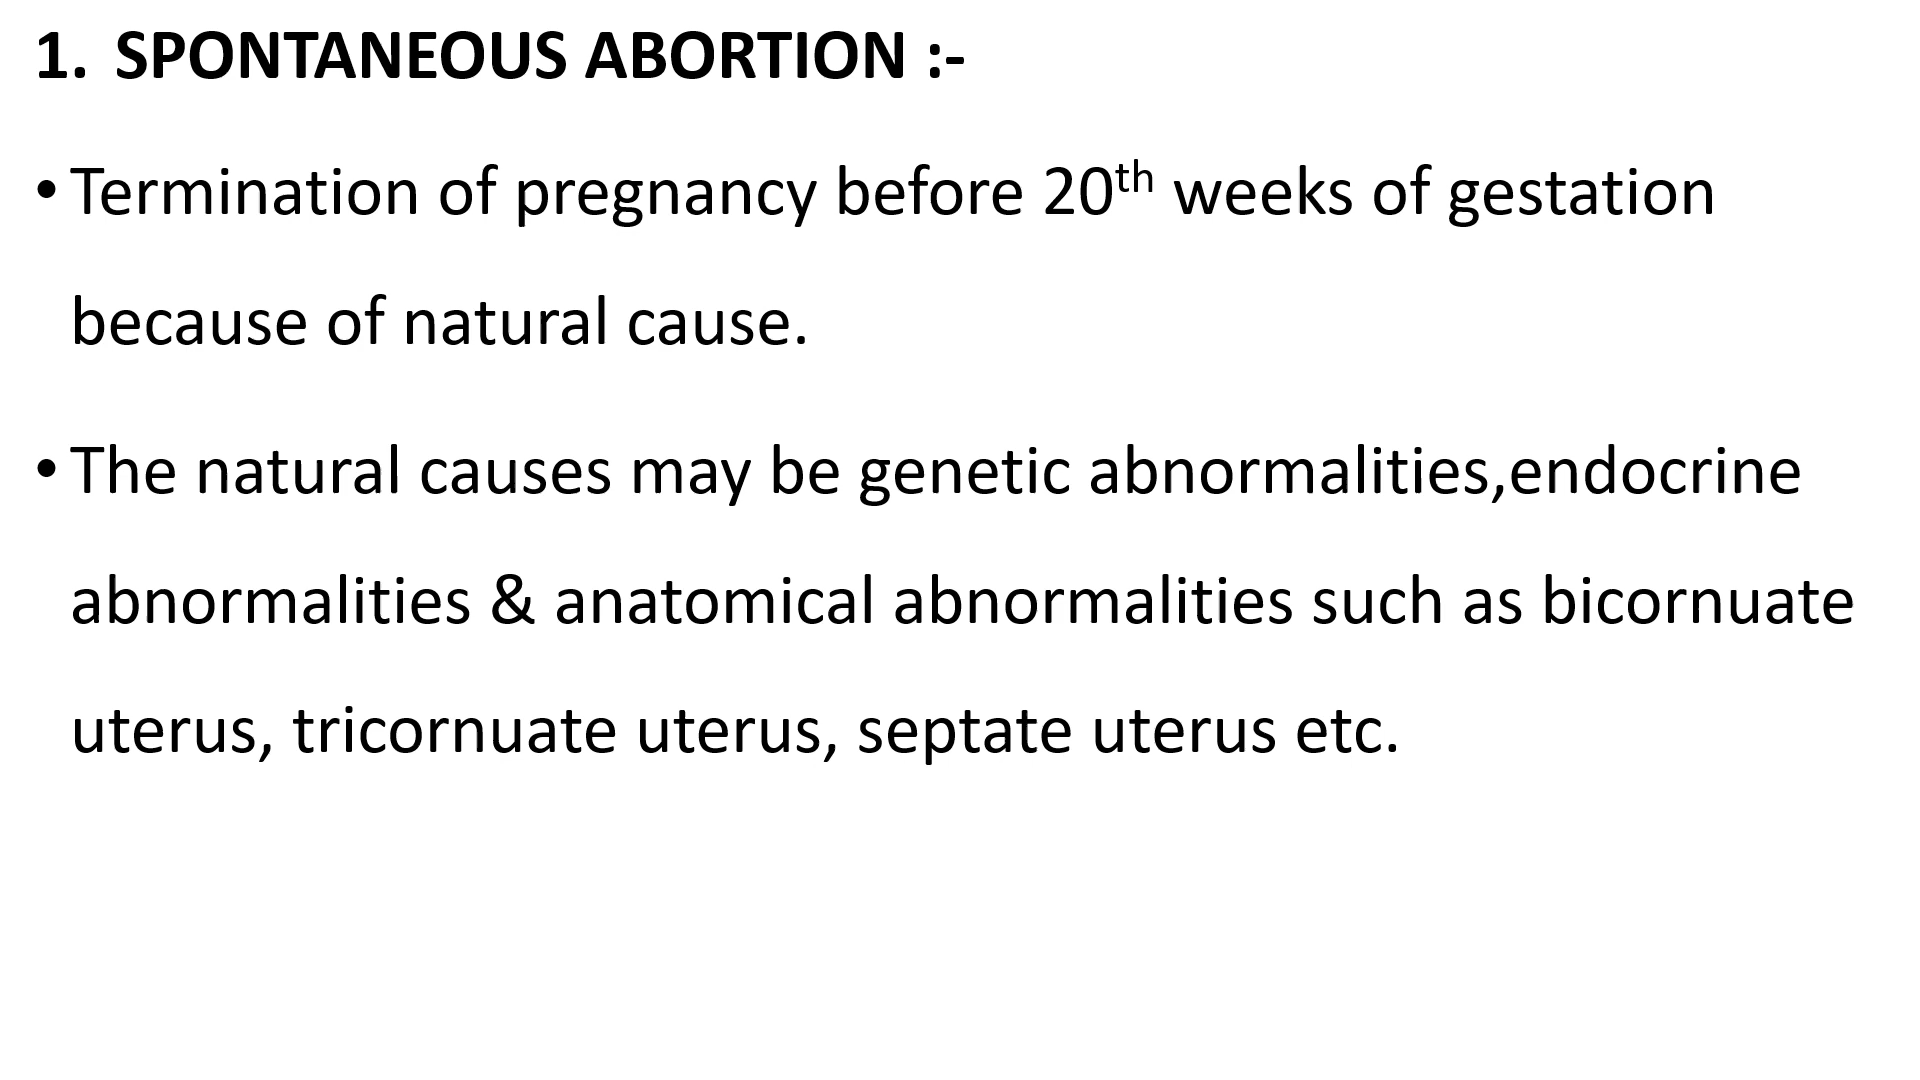 1. SPONTANEOUS ABORTION :-
• Termination of pregnancy before 20th weeks of gestation
because of natural cause.
• The natural causes may be genetic abnormalities,endocrine
abnormalities & anatomical abnormalities such as bicornuate
uterus, tricornuate uterus, septate uterus etc.